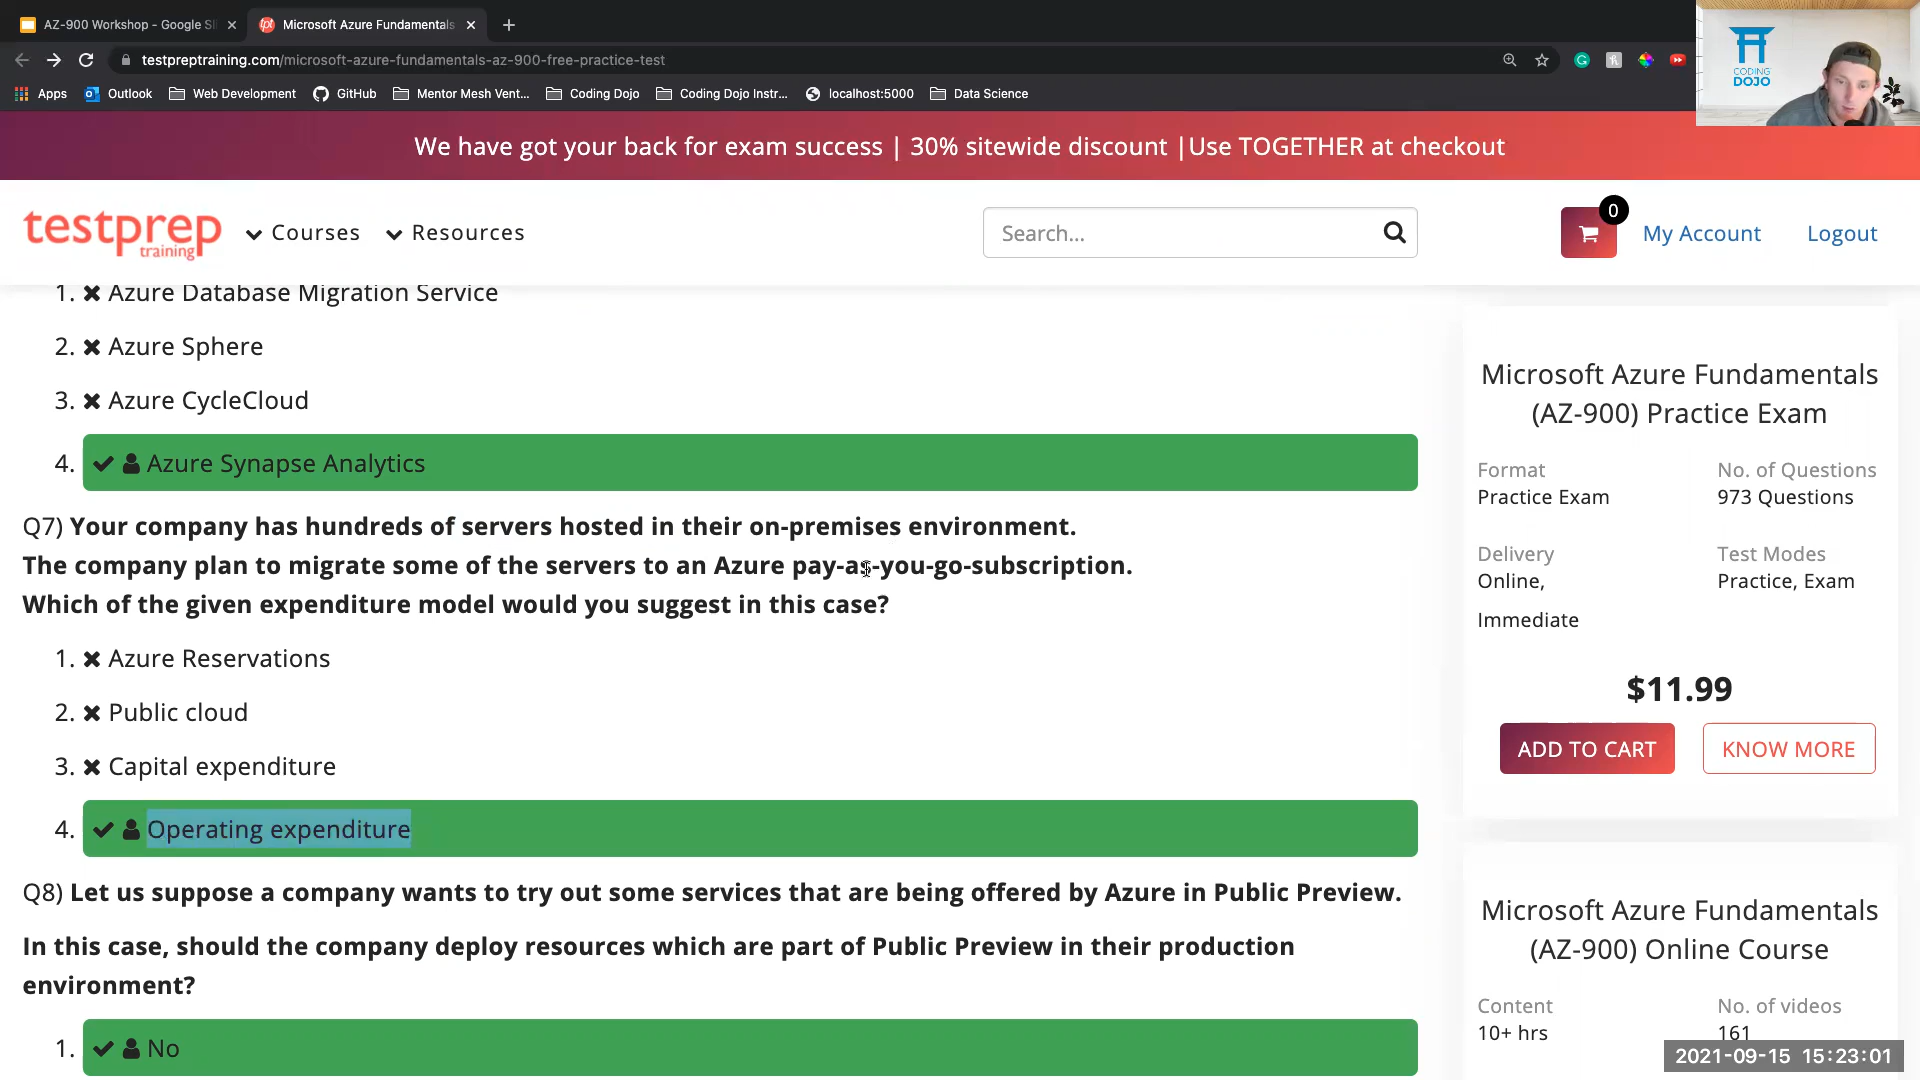 AZ-900 Workshop - Google Sli
Microsoft Azure Fundamentals
testpreptraining.com/microsoft-azure-fundamentals-az-900-free-practice-test
Apps
Outlook
Web Development
GitHub
Mentor Mesh Vent...
Coding Dojo
Coding Dojo Instr...
localhost:5000
Data Science
CODING
DOJO
We have got your back for exam success | 30% sitewide discount |Use TOGETHER at checkout
testprep
training
Courses
Resources
Search...
0
My Account
Logout
1. Azure Database Migration Service
2. Azure Sphere
3. Azure CycleCloud
4. Azure Synapse Analytics
Q7) Your company has hundreds of servers hosted in their on-premises environment.
The company plan to migrate some of the servers to an Azure pay-as-you-go-subscription.
Which of the given expenditure model would you suggest in this case?
1. Azure Reservations
2. Public cloud
3. Capital expenditure
4. Operating expenditure
Q8) Let us suppose a company wants to try out some services that are being offered by Azure in Public Preview.
In this case, should the company deploy resources which are part of Public Preview in their production
environment?
1. No
Microsoft Azure Fundamentals
(AZ-900) Practice Exam
Format
Practice Exam
No. of Questions
973 Questions
Delivery
Online,
Immediate
Test Modes
Practice, Exam
$11.99
ADD TO CART
KNOW MORE
Microsoft Azure Fundamentals
(AZ-900) Online Course
Content
10+ hrs
No. of videos
161
2021-09-15 15:23:01